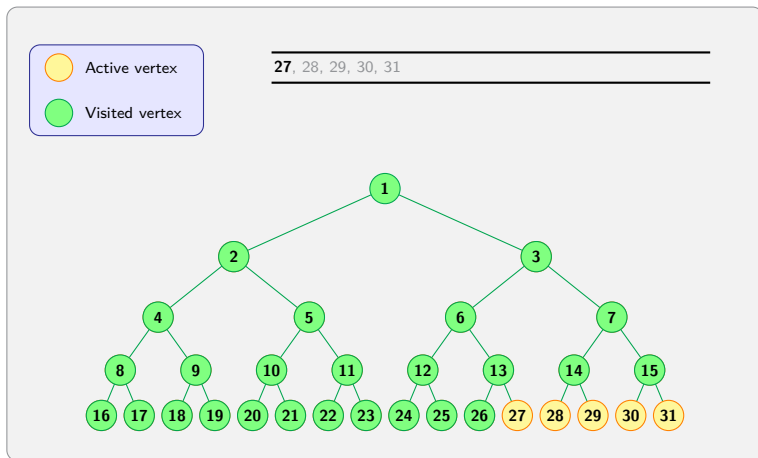 Active vertex
Visited vertex
27, 28, 29, 30, 31
1
2 3
4 5 6 7
8 9 10 11 12 13 14 15
16 17 18 19 20 21 22 23 24 25 26 27 28 29 30 31